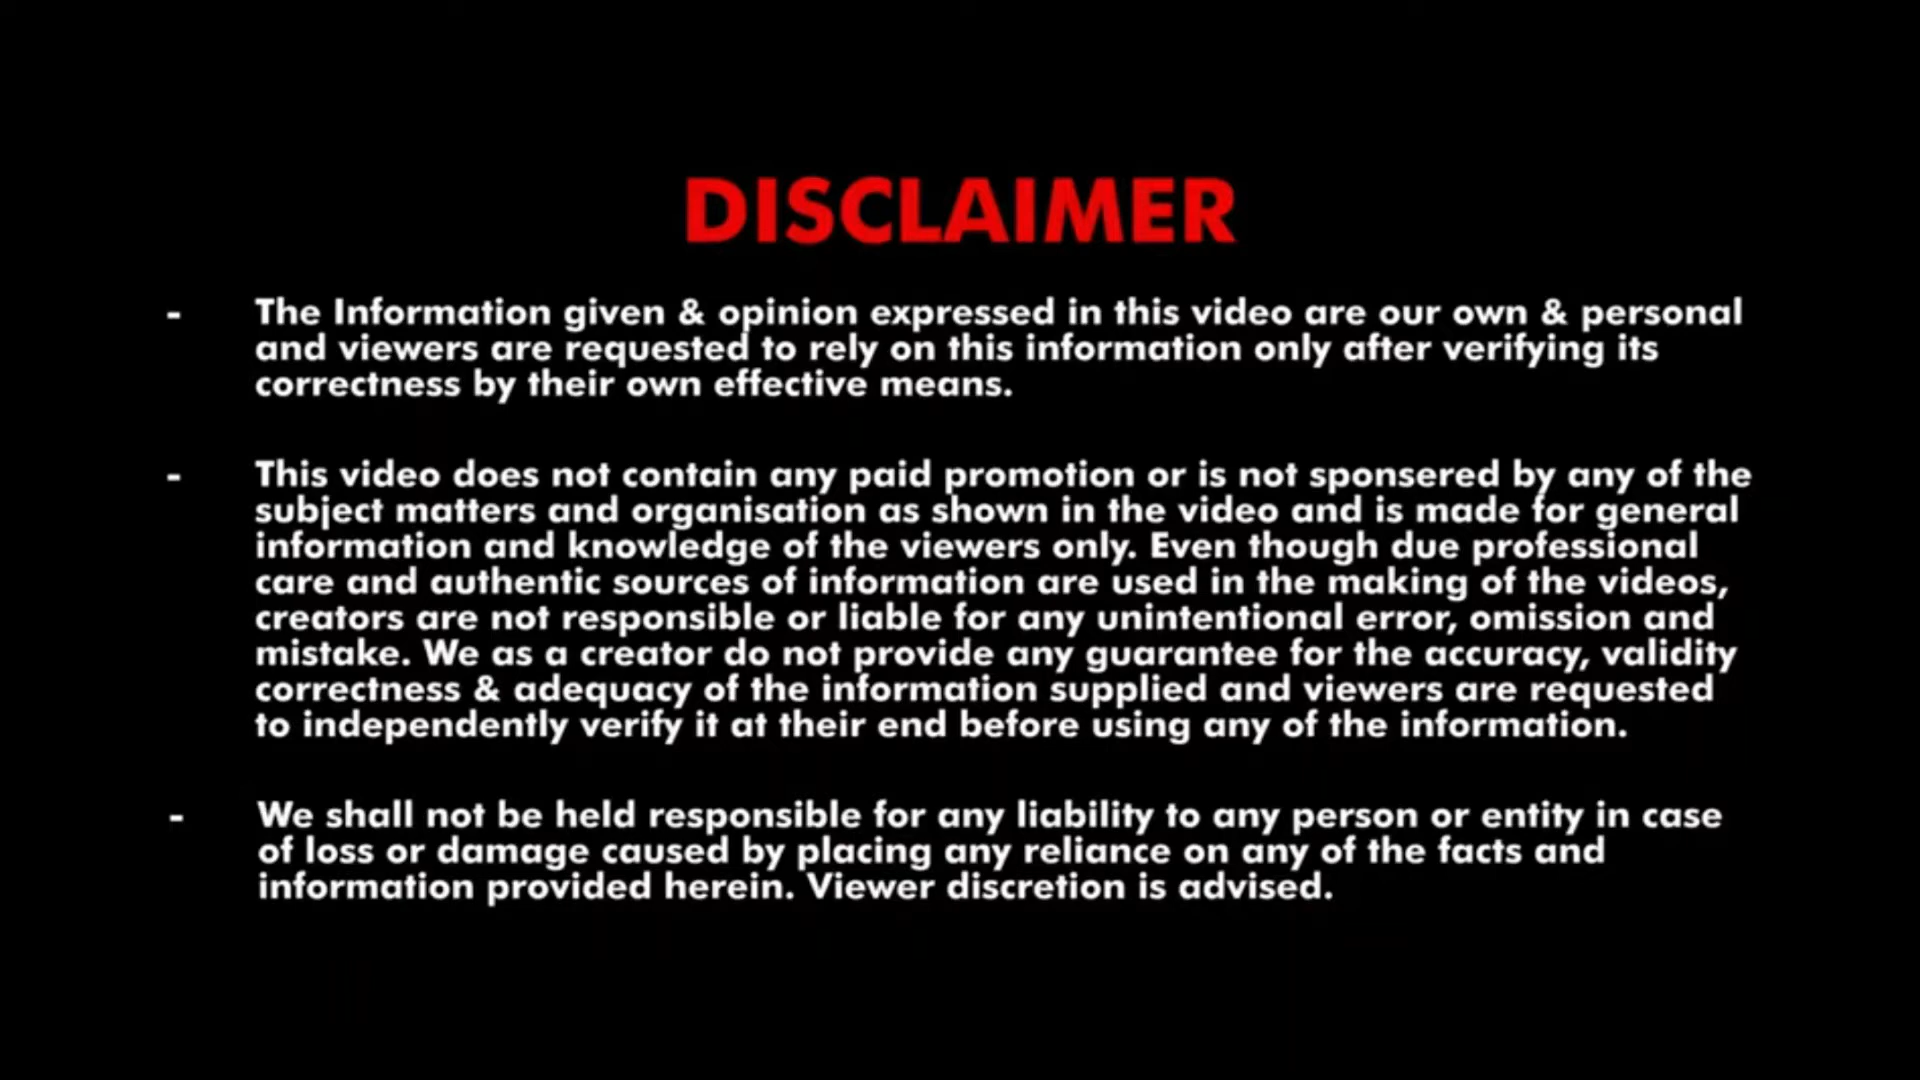 DISCLAIMER
- The Information given & opinion expressed in this video are our own & personal
and viewers are requested to rely on this information only after verifying its
correctness by their own effective means.
- This video does not contain any paid promotion or is not sponsered by any of the
subject matters and organisation as shown in the video and is made for general
information and knowledge of the viewers only. Even though due professional
care and authentic sources of information are used in the making of the videos,
creators are not responsible or liable for any unintentional error, omission and
mistake. We as a creator do not provide any guarantee for the accuracy, validity
correctness & adequacy of the information supplied and viewers are requested
to independently verify it at their end before using any of the information.
- We shall not be held responsible for any liability to any person or entity in case
of loss or damage caused by placing any reliance on any of the facts and
information provided herein. Viewer discretion is advised.